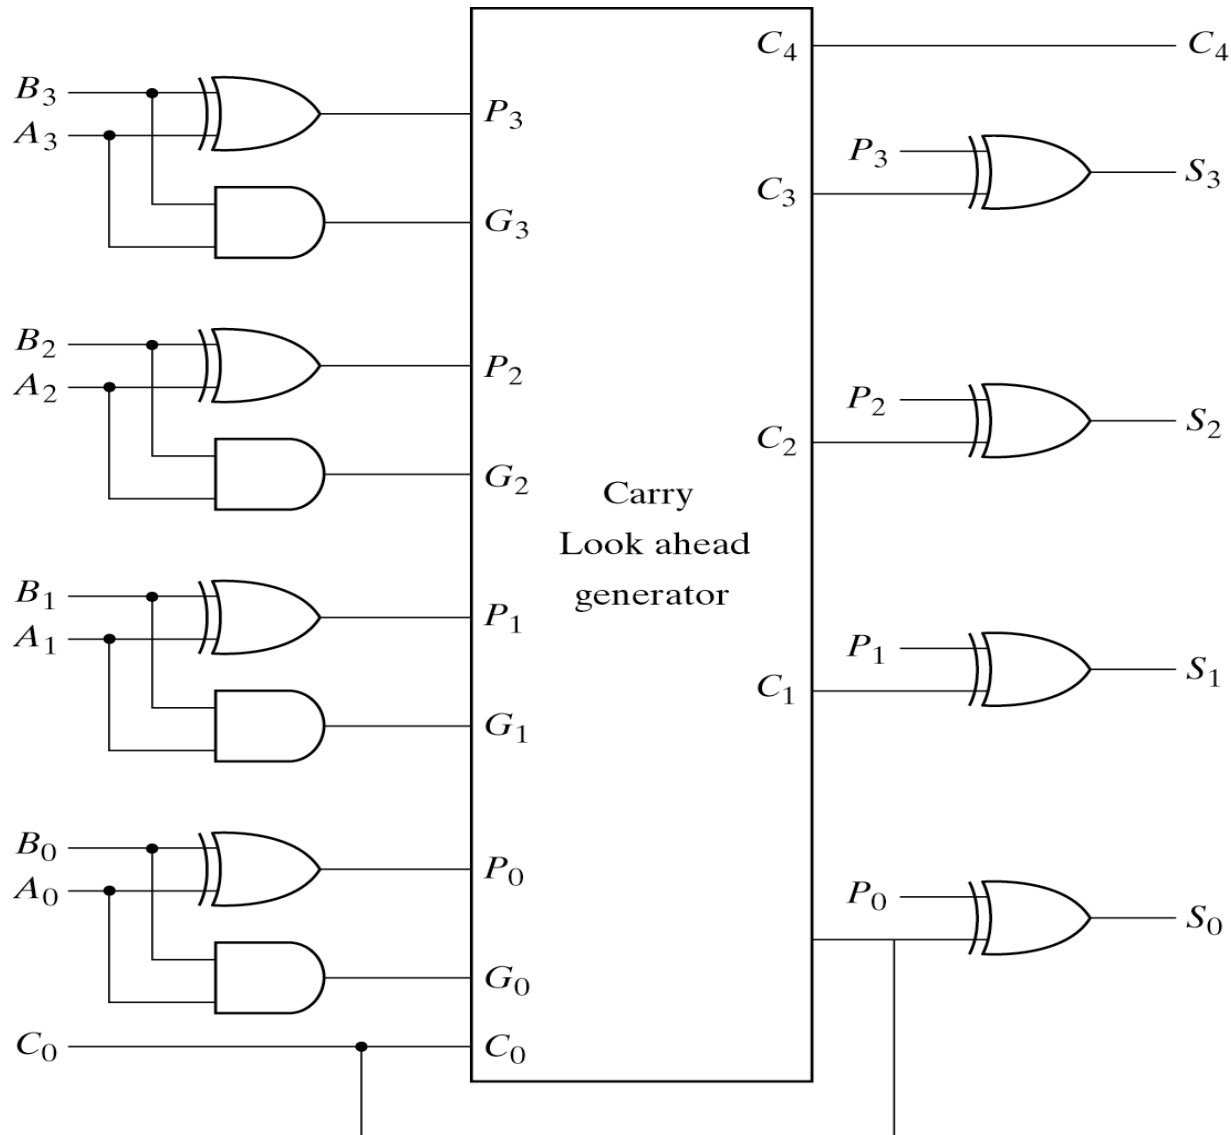 B₃
A₃
B₂
A₂
B₁
A₁
B₀
A₀
C₀
P₃
G₃
P₂
G₂
P₁
G₁
P₀
G₀
C₀
Carry
Look ahead
generator
C₄
C₃
C₂
C₁
P₃
P₂
P₁
P₀
C₄
S₃
S₂
S₁
S₀